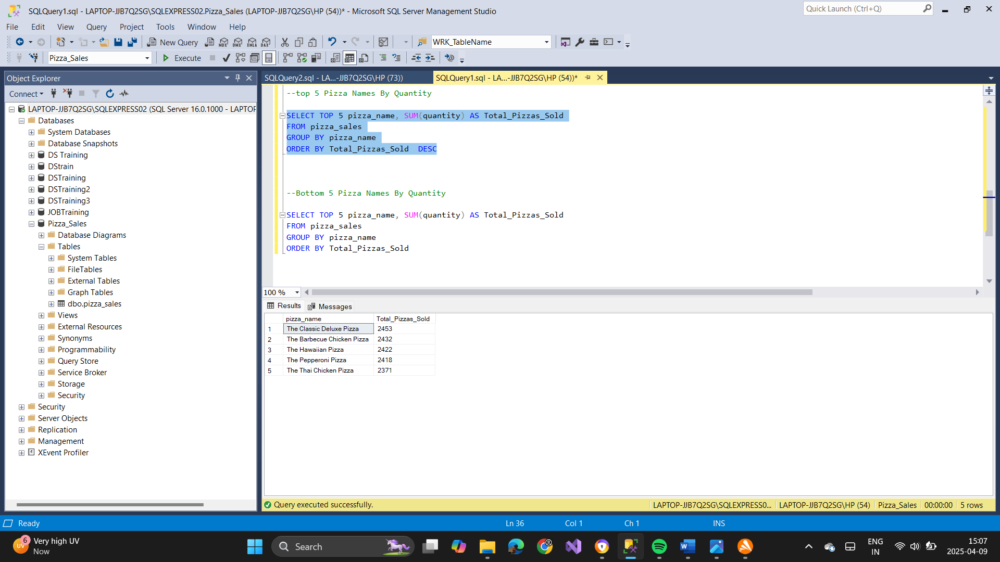 SQLQuery1.sql - LAPTOP-JJB7Q2SG\SQLEXPRESS02.Pizza_Sales (LAPTOP-JJB7Q2SG\HP (54))* - Microsoft SQL Server Management Studio
Quick Launch (Ctrl+Q)
File Edit View Query Project Tools Window Help
New Query MDX DMX XMLA DAX WRK_TableName
Pizza_Sales Execute
Object Explorer
SQLQuery2.sql - LA...-JJB7Q2SG\HP (73)) SQLQuery1.sql - LA...-JJB7Q2SG\HP (54))*
Connect
LAPTOP-JJB7Q2SG\SQLEXPRESS02 (SQL Server 16.0.1000 - LAPTOP
Databases
System Databases
Database Snapshots
DS Training
DStrain
DSTraining
DSTraining2
DSTraining3
JOBTraining
Pizza_Sales
Database Diagrams
Tables
System Tables
FileTables
External Tables
Graph Tables
dbo.pizza_sales
Views
External Resources
Synonyms
Programmability
Query Store
Service Broker
Storage
Security
Security
Server Objects
Replication
Management
XEvent Profiler
--top 5 Pizza Names By Quantity
SELECT TOP 5 pizza_name, SUM(quantity) AS Total_Pizzas_Sold
FROM pizza_sales
GROUP BY pizza_name
ORDER BY Total_Pizzas_Sold  DESC
--Bottom 5 Pizza Names By Quantity
SELECT TOP 5 pizza_name, SUM(quantity) AS Total_Pizzas_Sold
FROM pizza_sales
GROUP BY pizza_name
ORDER BY Total_Pizzas_Sold
100 %
Results Messages
pizza_name Total_Pizzas_Sold
1 The Classic Deluxe Pizza 2453
2 The Barbecue Chicken Pizza 2432
3 The Hawaiian Pizza 2422
4 The Pepperoni Pizza 2418
5 The Thai Chicken Pizza 2371
Query executed successfully. LAPTOP-JJB7Q2SG\SQLEXPRESS0... LAPTOP-JJB7Q2SG\HP (54) Pizza_Sales 00:00:00 5 rows
Ready Ln 36 Col 1 Ch 1 INS
6
UV
Very high UV
Now
Search
ENG
IN
15:07
2025-04-09